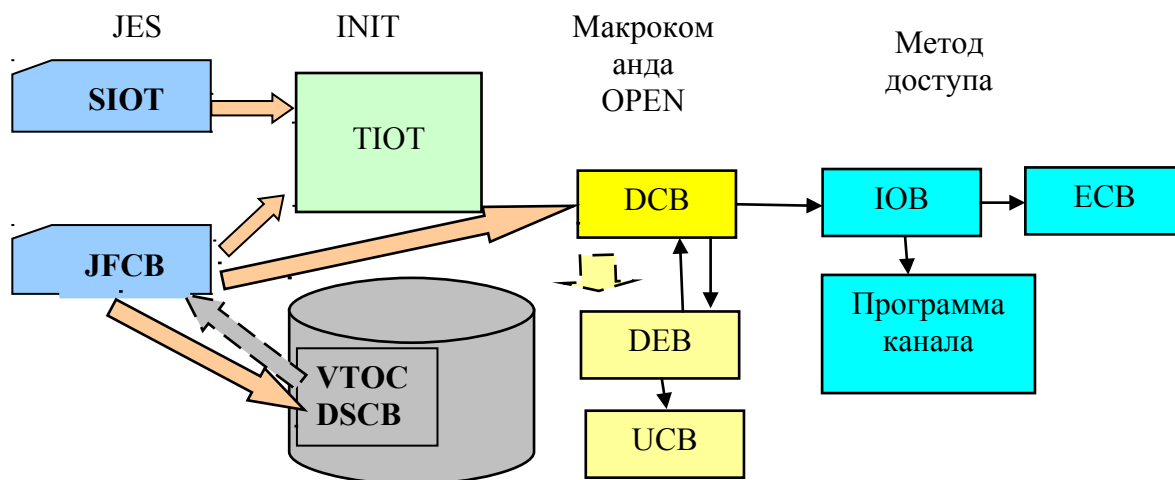 JES
INIT
Макроком
анда
OPEN
Метод
доступа
SIOT
TIOT
DCB
IOB
ECB
JFCB
Программа
канала
DEB
VTOC
DSCB
UCB